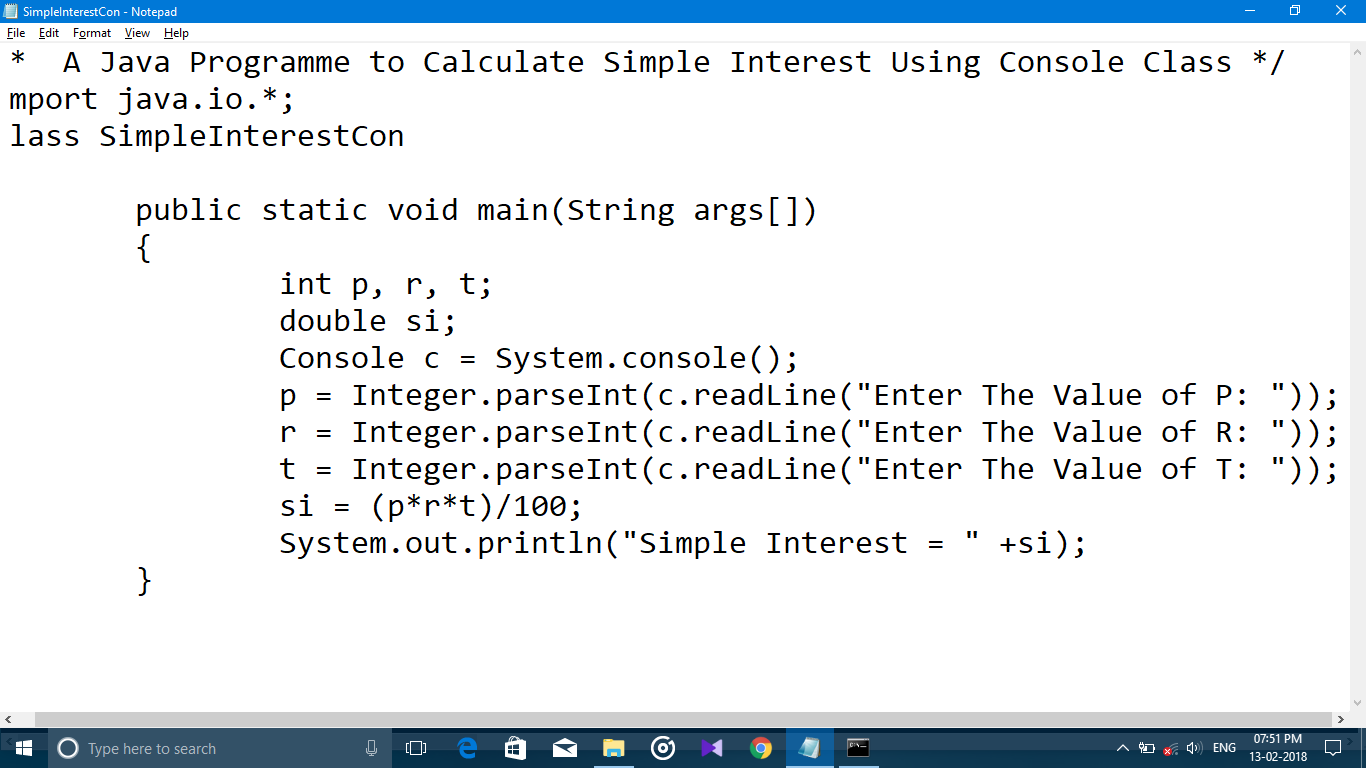 SimpleInterestCon - Notepad
File Edit Format View Help
*  A Java Programme to Calculate Simple Interest Using Console Class */
mport java.io.*;
lass SimpleInterestCon
public static void main(String args[])
{
int p, r, t;
double si;
Console c = System.console();
p = Integer.parseInt(c.readLine("Enter The Value of P: "));
r = Integer.parseInt(c.readLine("Enter The Value of R: "));
t = Integer.parseInt(c.readLine("Enter The Value of T: "));
si = (p*r*t)/100;
System.out.println("Simple Interest = " +si);
}
Type here to search
ENG
07:51 PM
13-02-2018